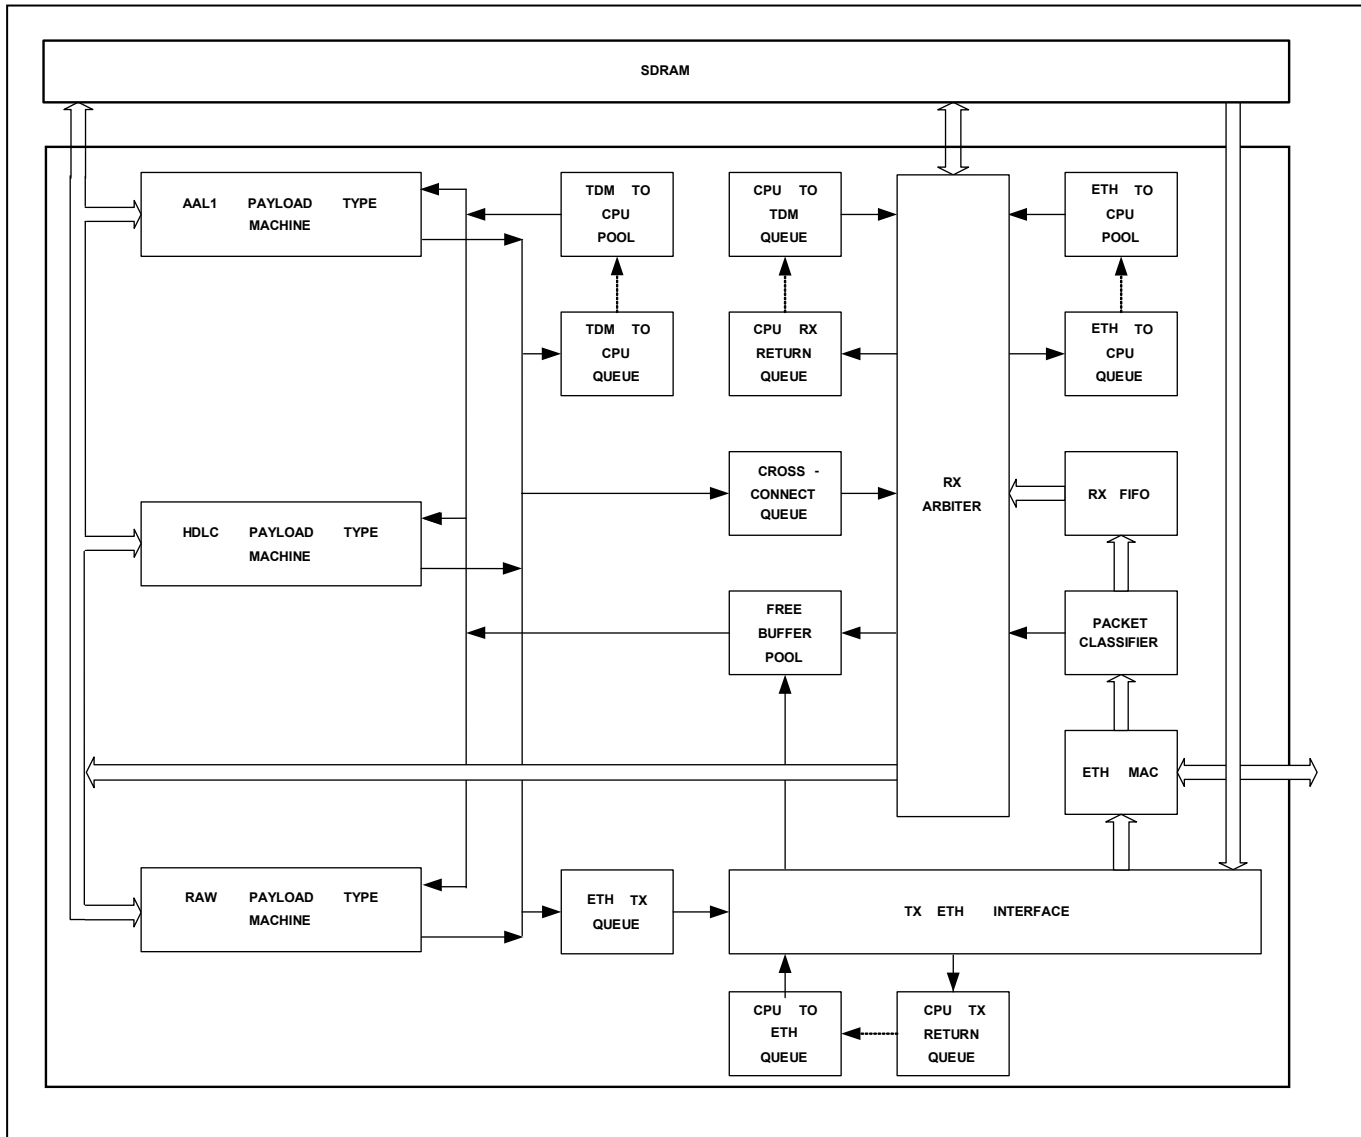 SDRAM
AAL1 PAYLOAD TYPE
MACHINE
TDM TO
CPU
POOL
CPU TO
TDM
QUEUE
ETH TO
CPU
POOL
TDM TO
CPU
QUEUE
CPU RX
RETURN
QUEUE
ETH TO
CPU
QUEUE
CROSS -
CONNECT
QUEUE
RX
ARBITER
RX FIFO
HDLC PAYLOAD TYPE
MACHINE
FREE
BUFFER
POOL
PACKET
CLASSIFIER
ETH MAC
RAW PAYLOAD TYPE
MACHINE
ETH TX
QUEUE
TX ETH INTERFACE
CPU TO
ETH
QUEUE
CPU TX
RETURN
QUEUE